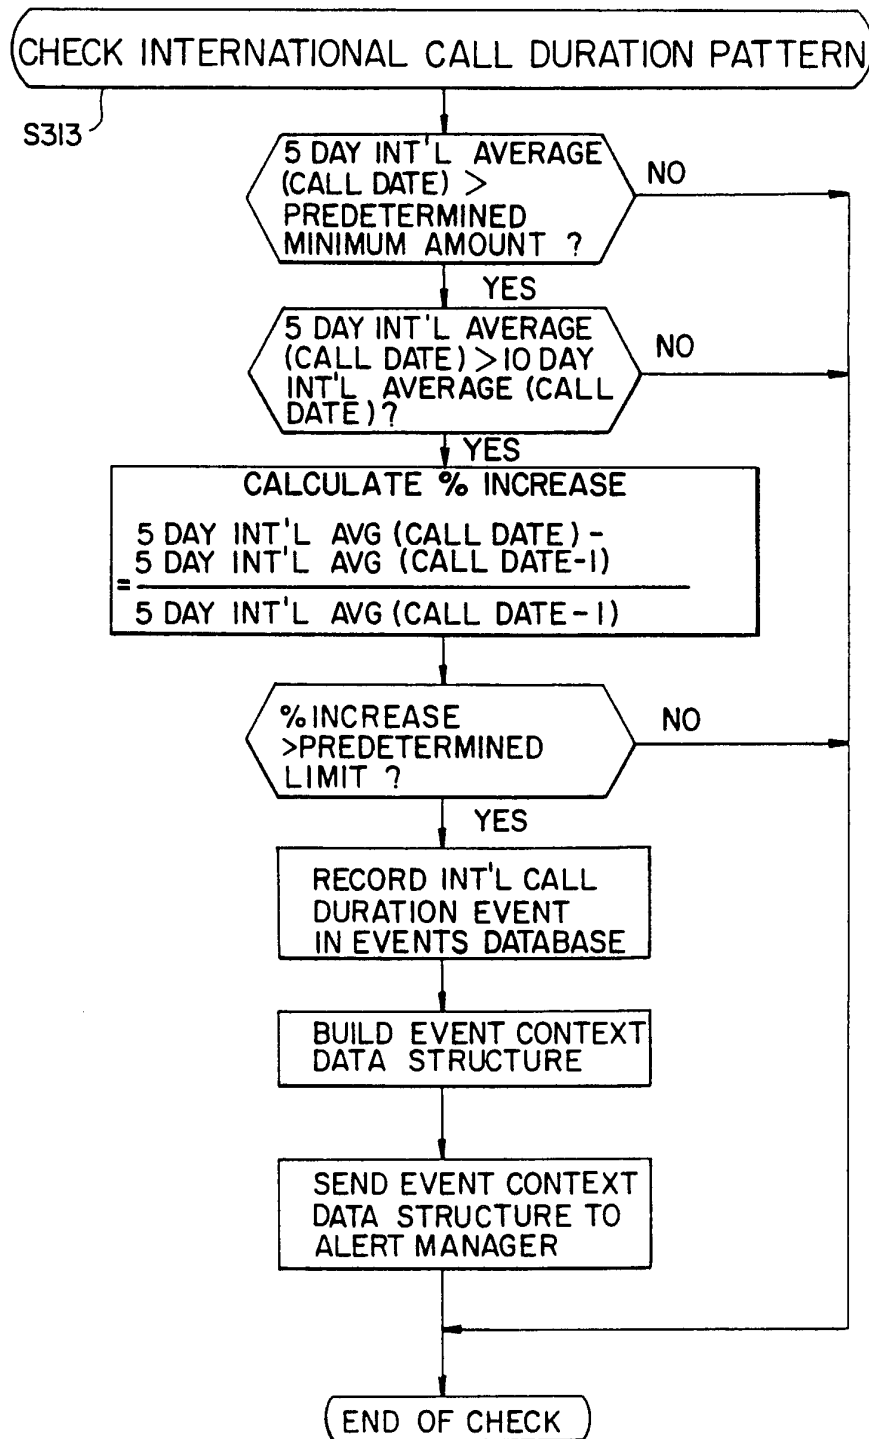 CHECK INTERNATIONAL CALL DURATION PATTERN
S313
5 DAY INT'L AVERAGE
(CALL DATE) >
PREDETERMINED
MINIMUM AMOUNT ?
NO
YES
5 DAY INT'L AVERAGE
(CALL DATE) > 10 DAY
INT'L AVERAGE (CALL
DATE)?
NO
YES
CALCULATE % INCREASE
5 DAY INT'L AVG (CALL DATE) -
5 DAY INT'L AVG (CALL DATE-1)
=
5 DAY INT'L AVG (CALL DATE-1)
% INCREASE
>PREDETERMINED
LIMIT ?
NO
YES
RECORD INT'L CALL
DURATION EVENT
IN EVENTS DATABASE
BUILD EVENT CONTEXT
DATA STRUCTURE
SEND EVENT CONTEXT
DATA STRUCTURE TO
ALERT MANAGER
END OF CHECK